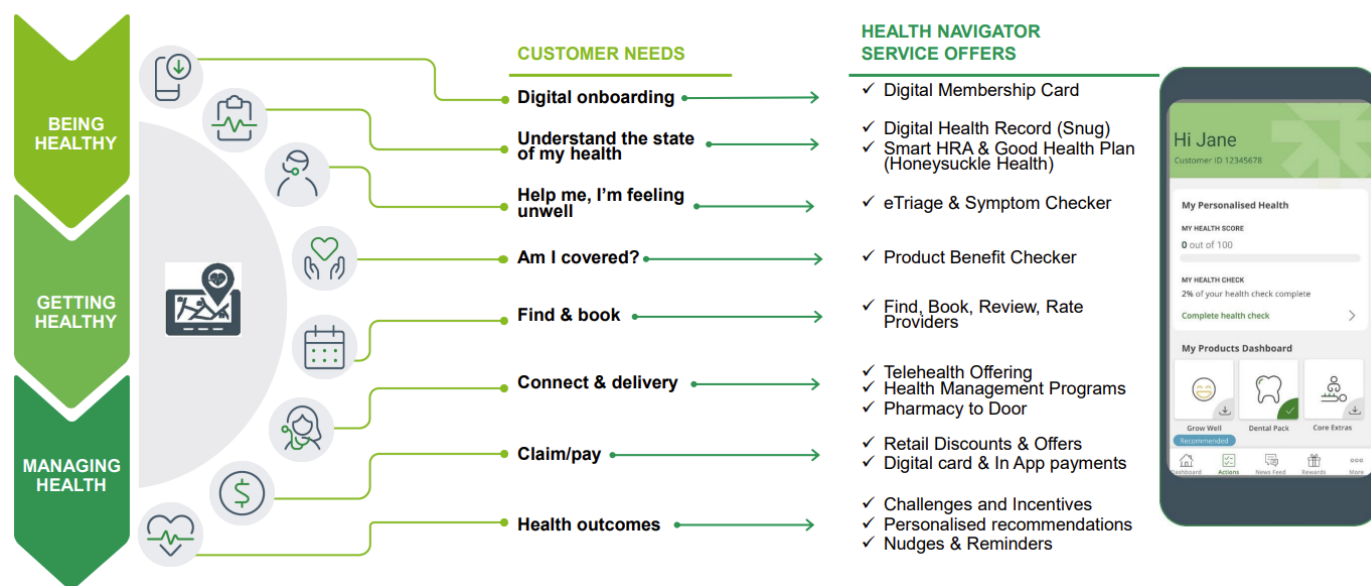 BEING
HEALTHY
GETTING
HEALTHY
MANAGING
HEALTH
CUSTOMER NEEDS
Digital onboarding
Understand the state
of my health
Help me, I'm feeling
unwell
Am I covered?
Find & book
Connect & delivery
Claim/pay
Health outcomes
HEALTH NAVIGATOR
SERVICE OFFERS
✓ Digital Membership Card
✓ Digital Health Record (Snug)
✓ Smart HRA & Good Health Plan
(Honeysuckle Health)
✓ eTriage & Symptom Checker
✓ Product Benefit Checker
✓ Find, Book, Review, Rate
Providers
✓ Telehealth Offering
✓ Health Management Programs
✓ Pharmacy to Door
✓ Retail Discounts & Offers
✓ Digital card & In App payments
✓ Challenges and Incentives
✓ Personalised recommendations
✓ Nudges & Reminders
Hi Jane
Customer ID 12345678
My Personalised Health
MY HEALTH SCORE
0 out of 100
MY HEALTH CHECK
2% of your health check complete
Complete health check
My Products Dashboard
Grow Well Dental Pack Core Extras
Recommended
Dashboard Actions News Feed Rewards More